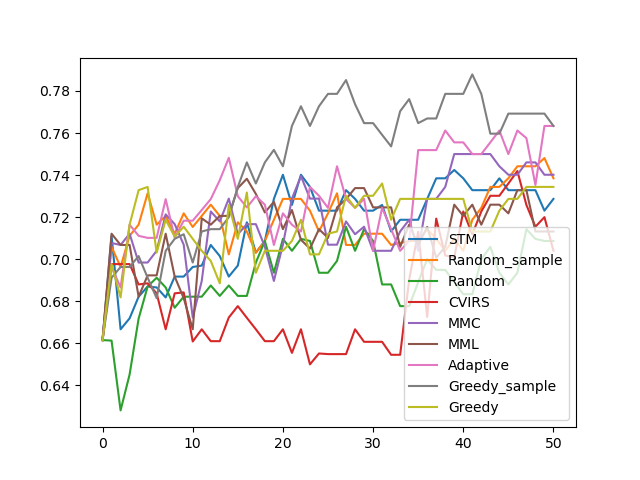 0.78
0.76
0.74
0.72
0.70
0.68
0.66
0.64
0
10
20
30
40
50
STM
Random_sample
Random
CVIRS
MMC
MML
Adaptive
Greedy_sample
Greedy